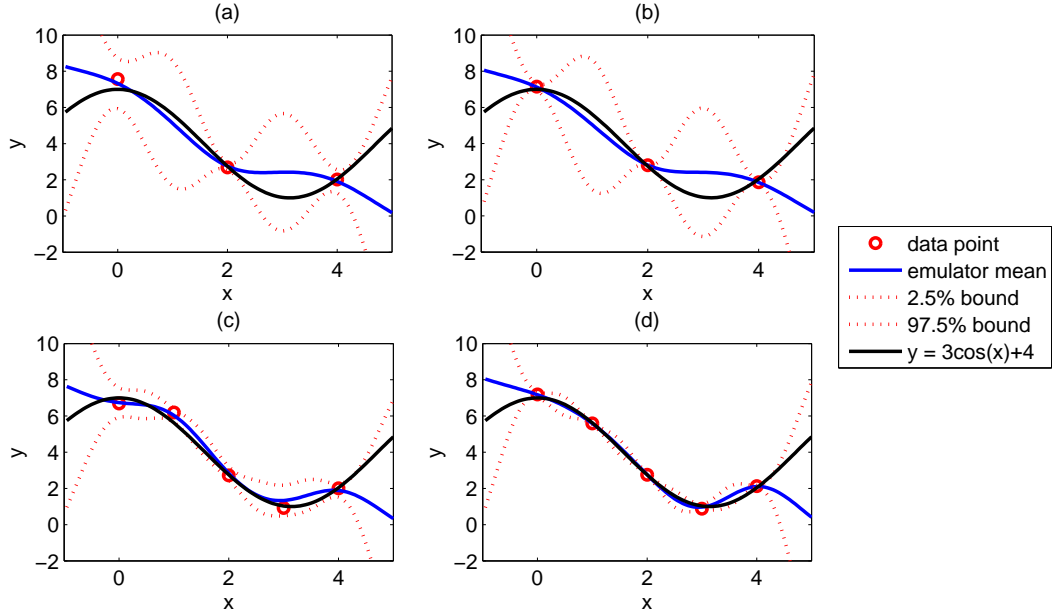 (a)
10
8
6
4
2
0
−2
y
0 2 4
x
(b)
10
8
6
4
2
0
−2
y
0 2 4
x
(c)
10
8
6
4
2
0
−2
y
0 2 4
x
(d)
10
8
6
4
2
0
−2
y
0 2 4
x
data point
emulator mean
2.5% bound
97.5% bound
y = 3cos(x)+4